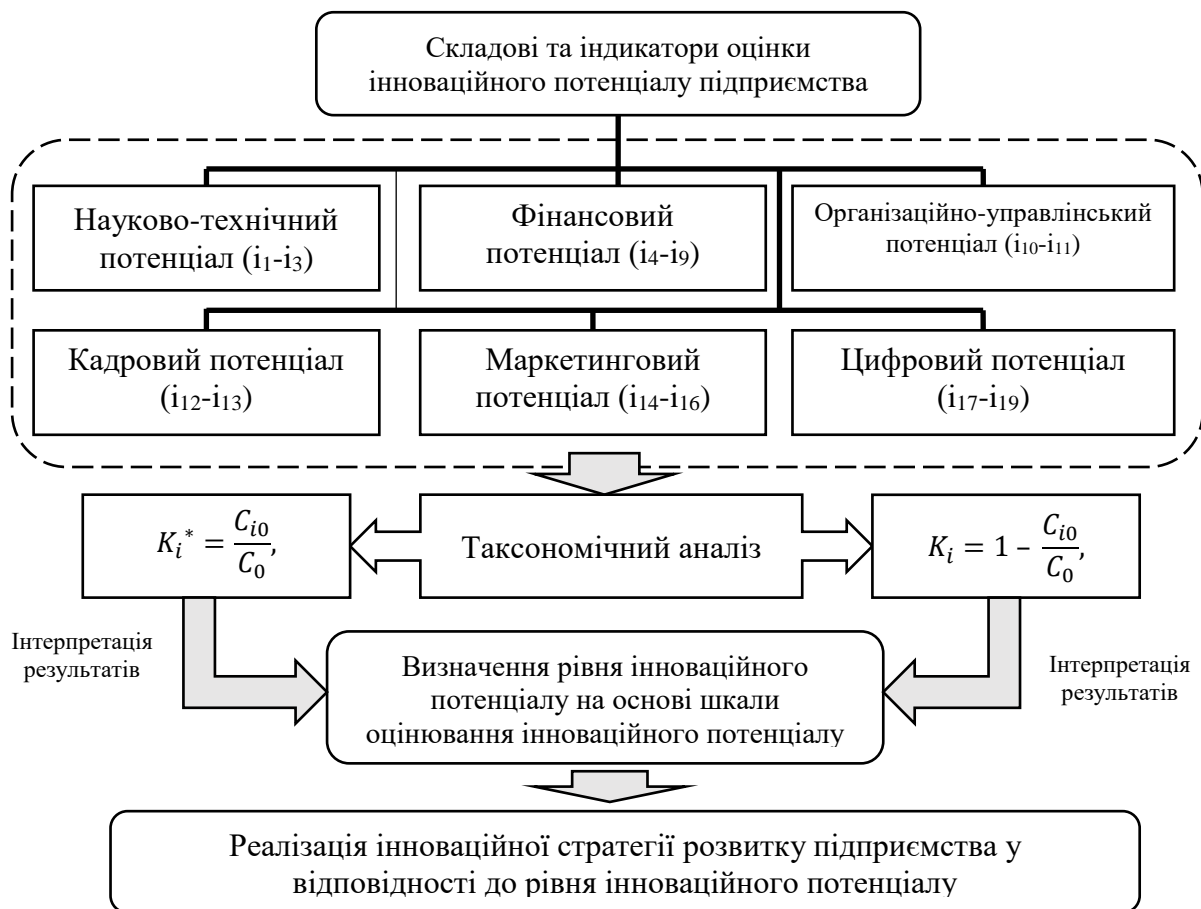 Складові та індикатори оцінки
інноваційного потенціалу підприємства
Науково-технічний
потенціал (i₁-i₃)
Фінансовий
потенціал (i₄-i₉)
Організаційно-управлінський
потенціал (i₁₀-i₁₁)
Кадровий потенціал
(i₁₂-i₁₃)
Маркетинговий
потенціал (i₁₄-i₁₆)
Цифровий потенціал
(i₁₇-i₁₉)
Kᵢ* = Cᵢ₀/C₀,
Таксономічний аналіз
Kᵢ = 1 – Cᵢ₀/C₀,
Інтерпретація
результатів
Визначення рівня інноваційного
потенціалу на основі шкали
оцінювання інноваційного потенціалу
Інтерпретація
результатів
Реалізація інноваційної стратегії розвитку підприємства у
відповідності до рівня інноваційного потенціалу